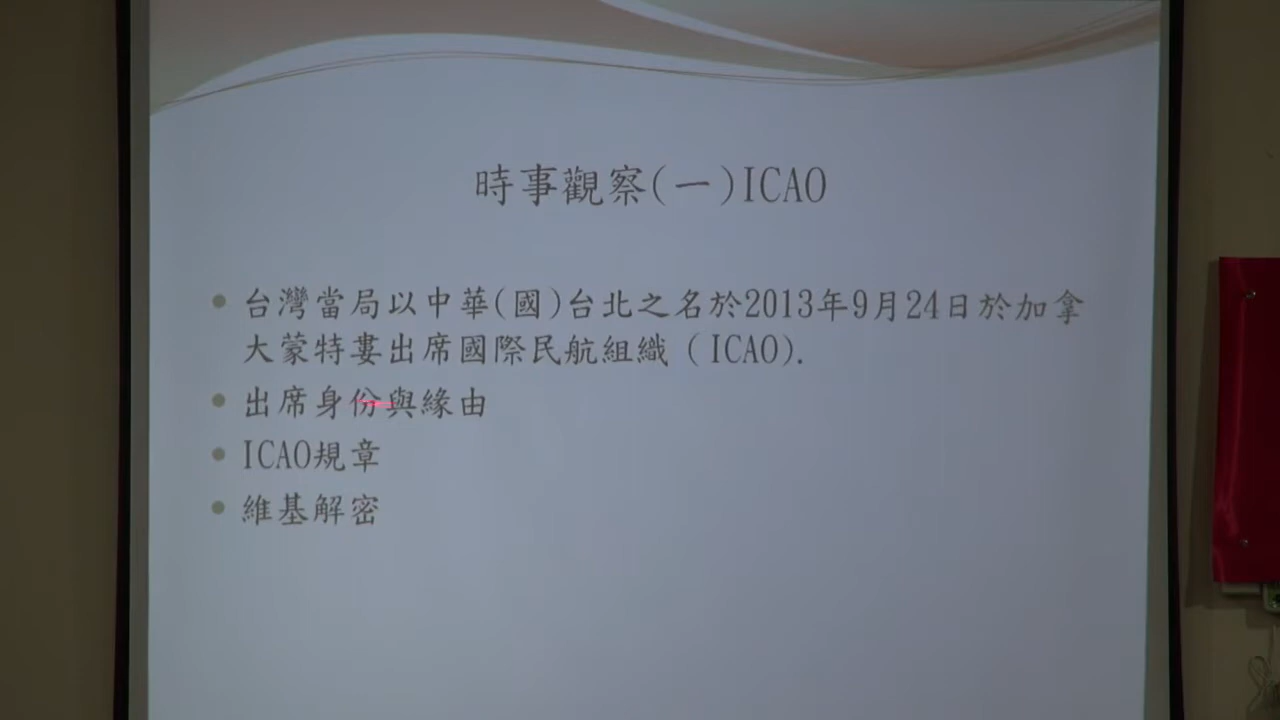 時事觀察(一)ICAO
台灣當局以中華(國)台北之名於2013年9月24日於加拿
大蒙特婁出席國際民航組織（ICAO).
出席身份與緣由
ICAO規章
維基解密